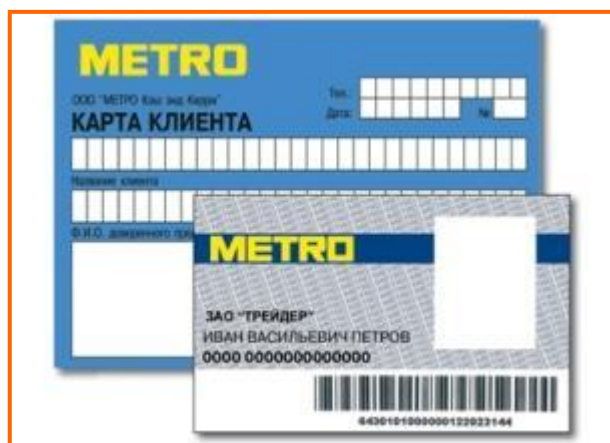 METRO
ООО "МЕТРО Кэш энд Керри"
Тел.:
КАРТА КЛИЕНТА
Дата:
№
Название клиента
Ф.И.О. доверенного
METRO
ЗАО "ТРЕЙДЕР"
ИВАН ВАСИЛЬЕВИЧ ПЕТРОВ
0000 0000000000000